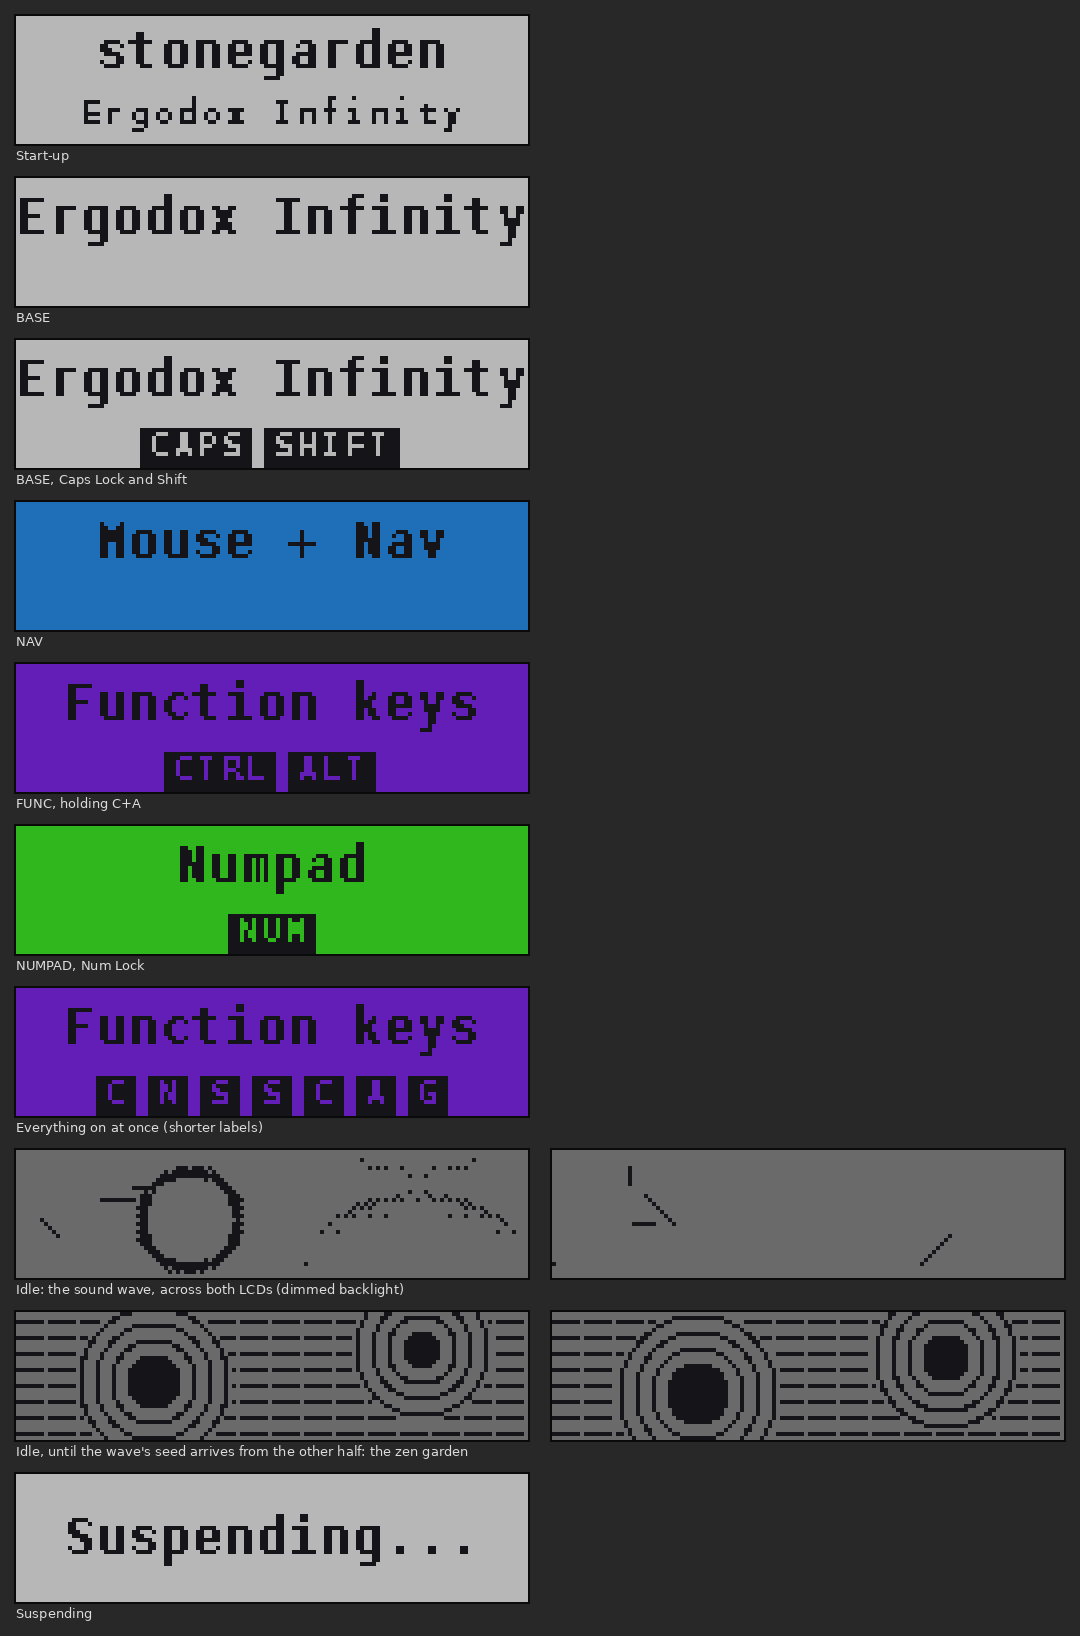 stonegarden
Ergodox Infinity
Start-up
Ergodox Infinity
BASE
Ergodox Infinity
CAPS SHIFT
BASE, Caps Lock and Shift
Mouse + Nav
NAV
Function keys
CTRL ALT
FUNC, holding C+A
Numpad
NUM
NUMPAD, Num Lock
Function keys
C N S S C A G
Everything on at once (shorter labels)
Idle: the sound wave, across both LCDs (dimmed backlight)
Idle, until the wave's seed arrives from the other half: the zen garden
Suspending...
Suspending